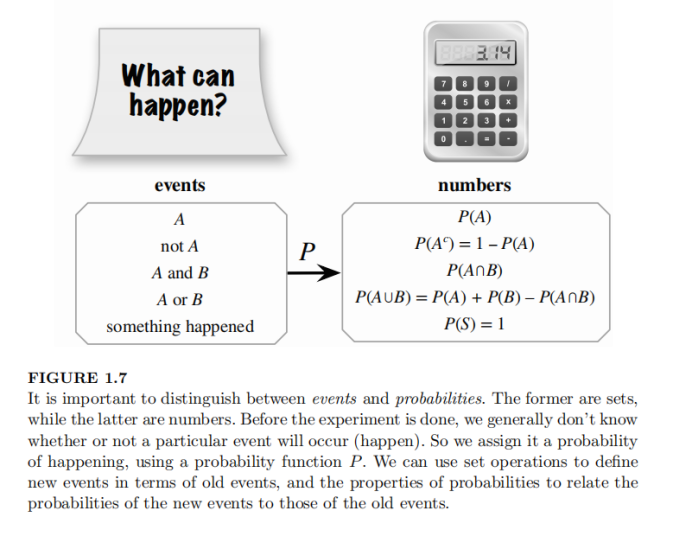 What can
happen?
3.14
7 8 9 /
4 5 6 x
1 2 3 +
0 . = -
events
numbers
A
not A
A and B
A or B
something happened
P
P(A)
P(Aᶜ) = 1 – P(A)
P(A∩B)
P(A∪B) = P(A) + P(B) – P(A∩B)
P(S) = 1
FIGURE 1.7
It is important to distinguish between events and probabilities. The former are sets,
while the latter are numbers. Before the experiment is done, we generally don't know
whether or not a particular event will occur (happen). So we assign it a probability
of happening, using a probability function P. We can use set operations to define
new events in terms of old events, and the properties of probabilities to relate the
probabilities of the new events to those of the old events.